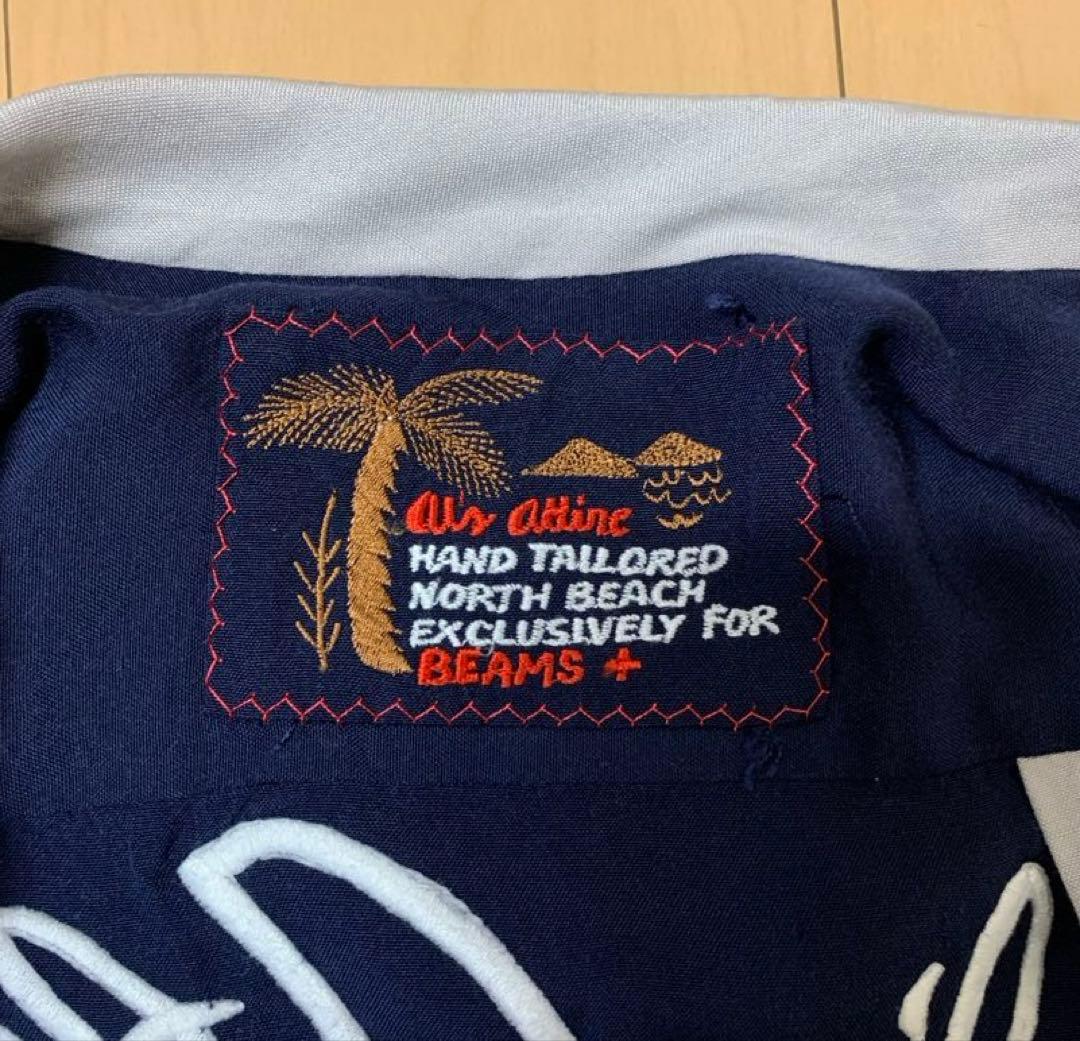 Al's Attire
HAND TAILORED
NORTH BEACH
EXCLUSIVELY FOR
BEAMS +